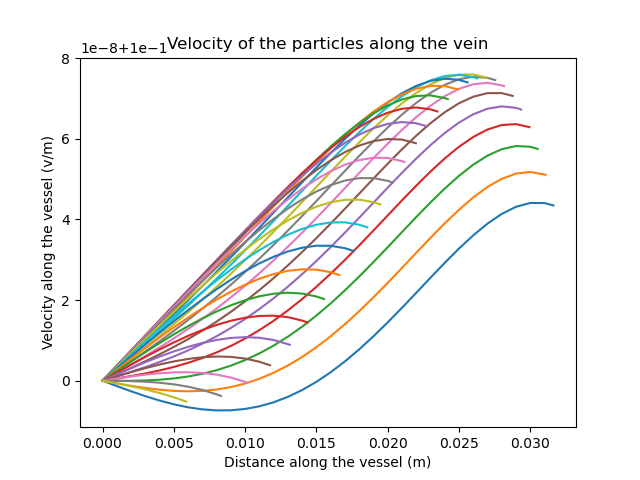 Velocity of the particles along the vein
1e−8+1e−1
8
6
4
2
0
Velocity along the vessel (v/m)
0.000 0.005 0.010 0.015 0.020 0.025 0.030
Distance along the vessel (m)